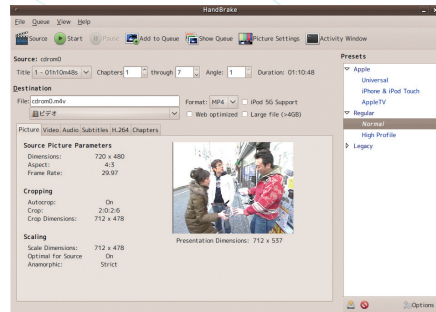 HandBrake
File Queue View Help
Source Start Pause Add to Queue Show Queue Picture Settings Activity Window
Source: cdrom0
Title 1 - 01h10m48s Chapters 1 through 7 Angle: 1 Duration: 01:10:48
Destination
File: cdrom0.m4v Format: MP4 iPod 5G Support
ビデオ Web optimized Large file (>4GB)
Picture Video Audio Subtitles H.264 Chapters
Source Picture Parameters
Dimensions: 720 x 480
Aspect: 4:3
Frame Rate: 29.97
Cropping
Autocrop: On
Crop: 2:0:2:6
Crop Dimensions: 712 x 478
Scaling
Scale Dimensions: 712 x 478
Optimal for Source On
Anamorphic: Strict
Presentation Dimensions: 712 x 537
Presets
Apple
Universal
iPhone & iPod Touch
AppleTV
Regular
Normal
High Profile
Legacy
Options